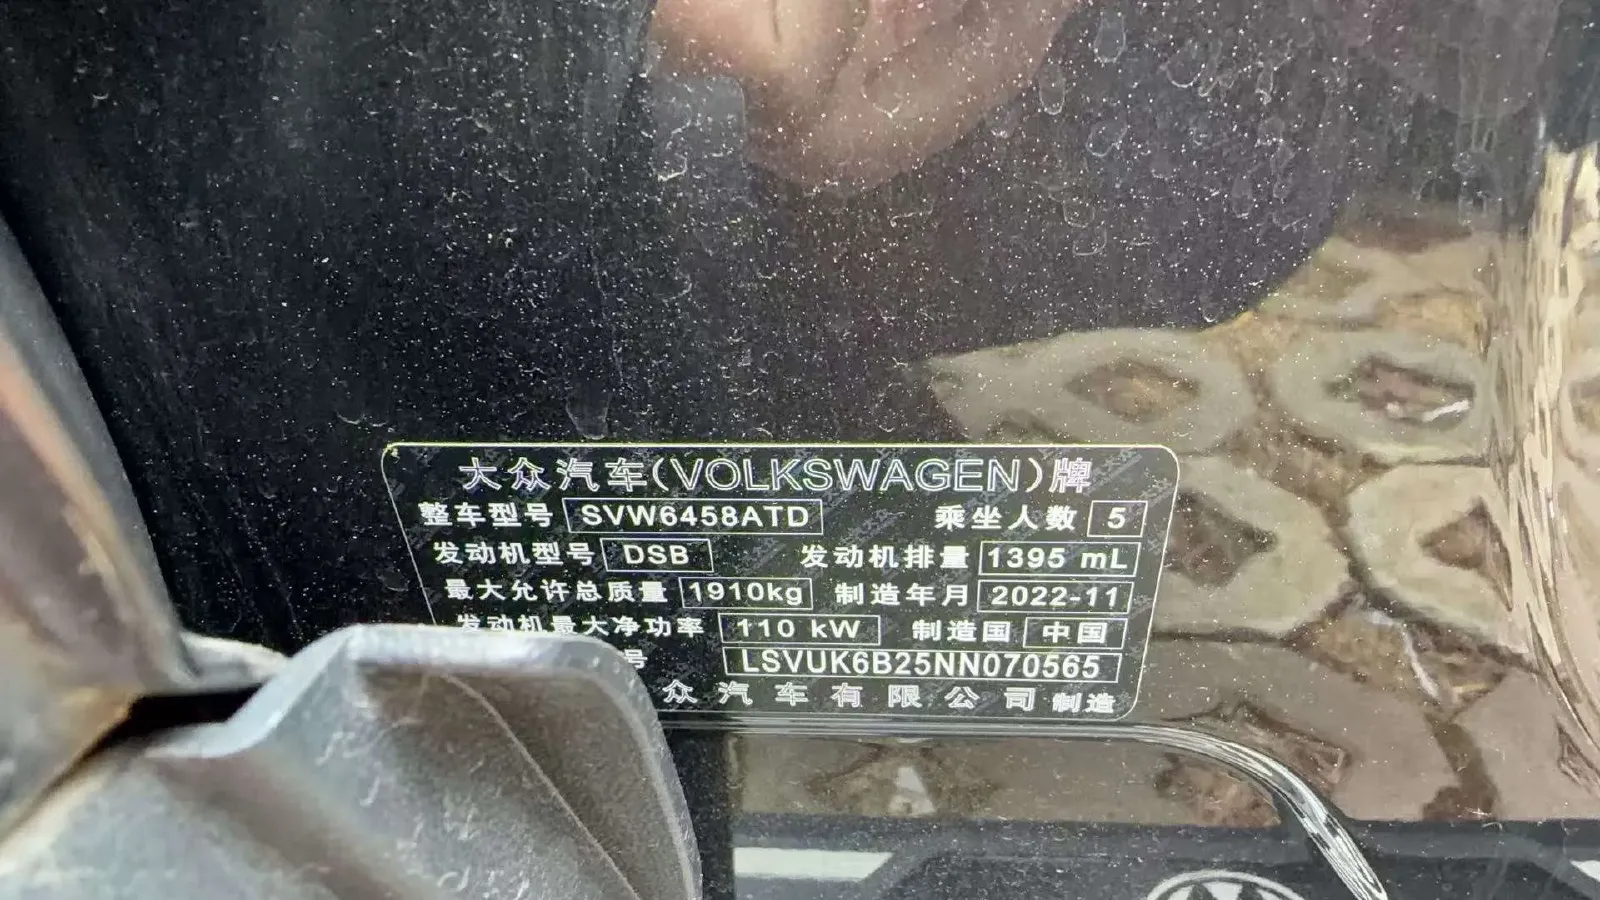 大众汽车(VOLKSWAGEN)牌
整车型号 SVW6458ATD 乘坐人数 5
发动机型号 DSB 发动机排量 1395 mL
最大允许总质量 1910kg 制造年月 2022-11
发动机最大净功率 110 kW 制造国 中国
号 LSVUK6B25NN070565
众汽车有限公司制造